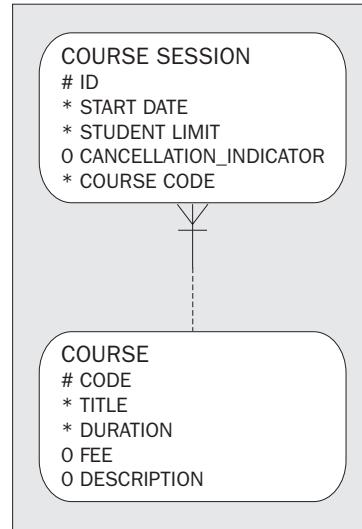 COURSE SESSION
# ID
* START DATE
* STUDENT LIMIT
O CANCELLATION_INDICATOR
* COURSE CODE
COURSE
# CODE
* TITLE
* DURATION
O FEE
O DESCRIPTION